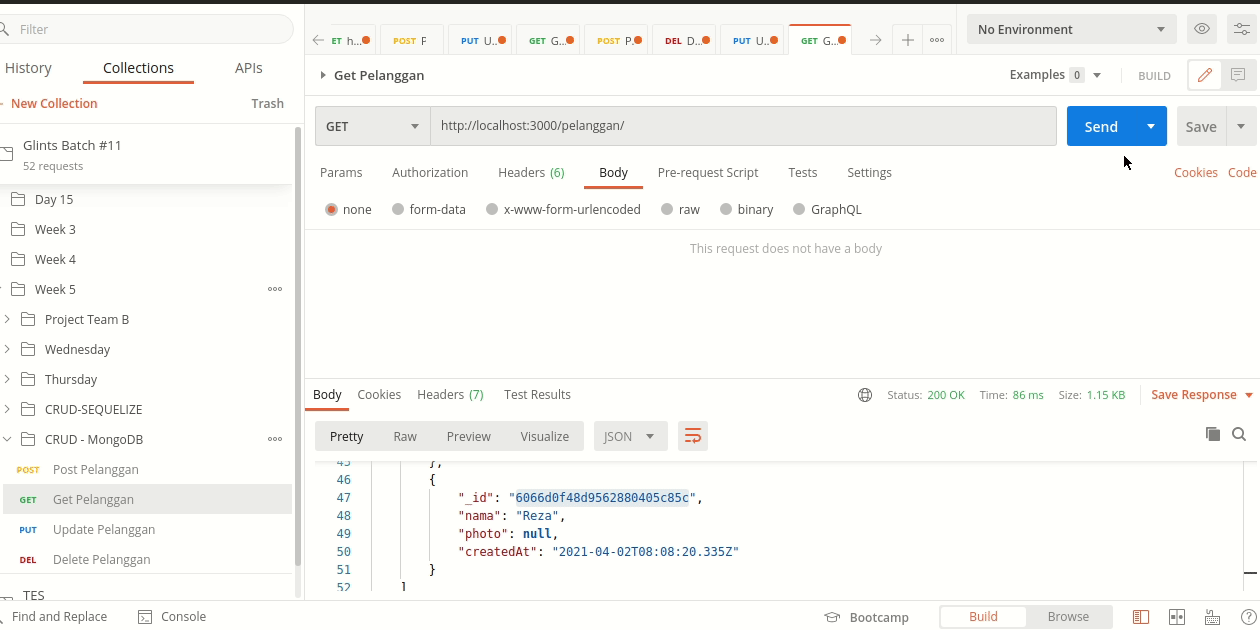 Filter
History Collections APIs
New Collection Trash
Glints Batch #11
52 requests
Day 15
Week 3
Week 4
Week 5
Project Team B
Wednesday
Thursday
CRUD-SEQUELIZE
CRUD - MongoDB
POST Post Pelanggan
GET Get Pelanggan
PUT Update Pelanggan
DEL Delete Pelanggan
TES
ET h... POST F PUT U.. GET G... POST P. DEL D... PUT U.. GET G...
No Environment
Get Pelanggan
Examples 0 BUILD
GET http://localhost:3000/pelanggan/ Send Save
Params Authorization Headers (6) Body Pre-request Script Tests Settings Cookies Code
none form-data x-www-form-urlencoded raw binary GraphQL
This request does not have a body
Body Cookies Headers (7) Test Results Status: 200 OK Time: 86 ms Size: 1.15 KB Save Response
Pretty Raw Preview Visualize JSON
45 },
46 {
47 "_id": "6066d0f48d9562880405c85c",
48 "nama": "Reza",
49 "photo": null,
50 "createdAt": "2021-04-02T08:08:20.335Z"
51 }
52 ]
Find and Replace Console Bootcamp Build Browse